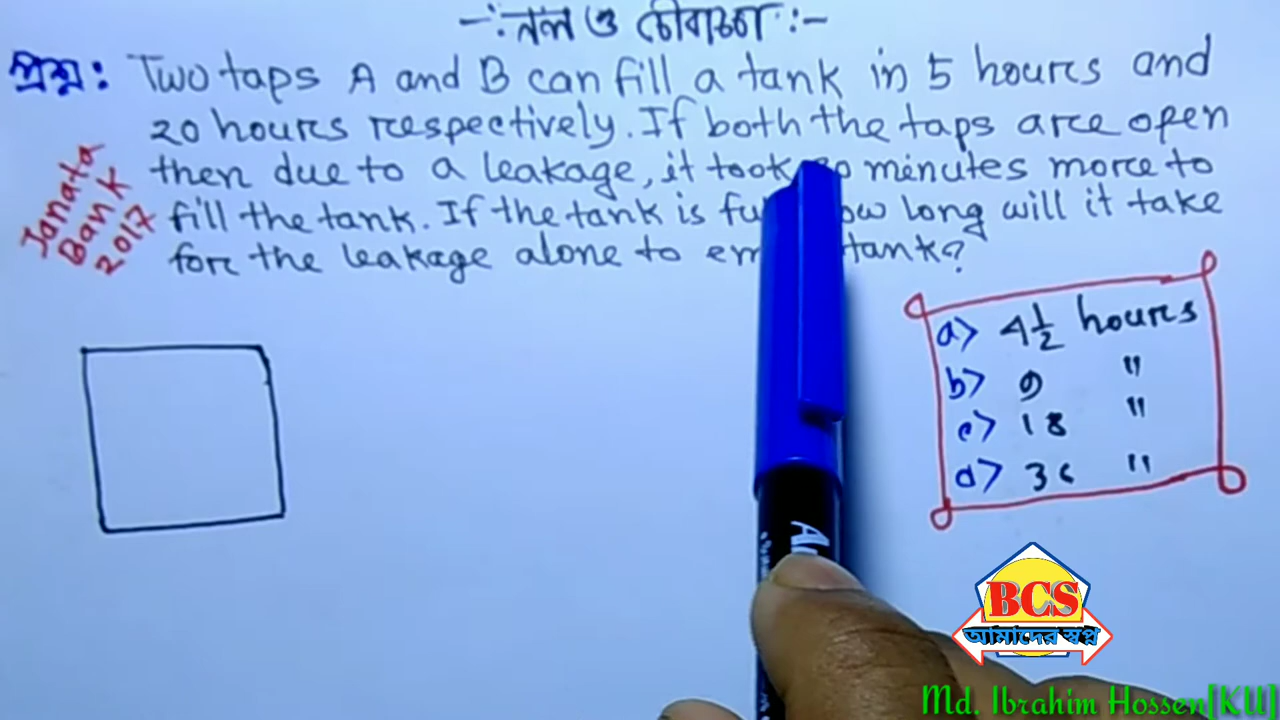 -: নল ও চৌবাচ্চা :-
প্রশ্ন: Two taps A and B can fill a tank in 5 hours and
20 hours respectively. If both the taps are open
then due to a leakage, it took minutes more to
fill the tank. If the tank is long will it take
for the leakage alone to tank?
Janata
Bank
2017
a> 4 1/2 hours
b> 9 "
c> 18 "
d> 36 "
BCS
আমাদের স্বপ্ন
Md. Ibrahim Hossen[KU]